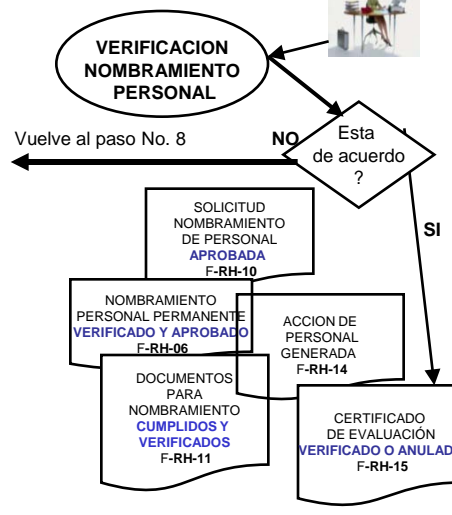 VERIFICACION
NOMBRAMIENTO
PERSONAL
Vuelve al paso No. 8
NO
Esta
de acuerdo
?
SI
SOLICITUD
NOMBRAMIENTO
DE PERSONAL
APROBADA
F-RH-10
NOMBRAMIENTO
PERSONAL PERMANENTE
VERIFICADO Y APROBADO
F-RH-06
ACCION DE
PERSONAL
GENERADA
F-RH-14
DOCUMENTOS
PARA
NOMBRAMIENTO
CUMPLIDOS Y
VERIFICADOS
F-RH-11
CERTIFICADO
DE EVALUACIÓN
VERIFICADO O ANULAD
F-RH-15